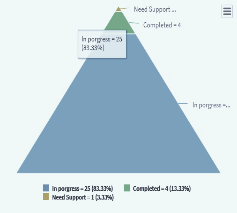 Need Support ...
Completed = 4
In porgress = 25
(83.33%)
In porgress =...
In porgress = 25 (83.33%)
Completed = 4 (13.33%)
Need Support = 1 (3.33%)